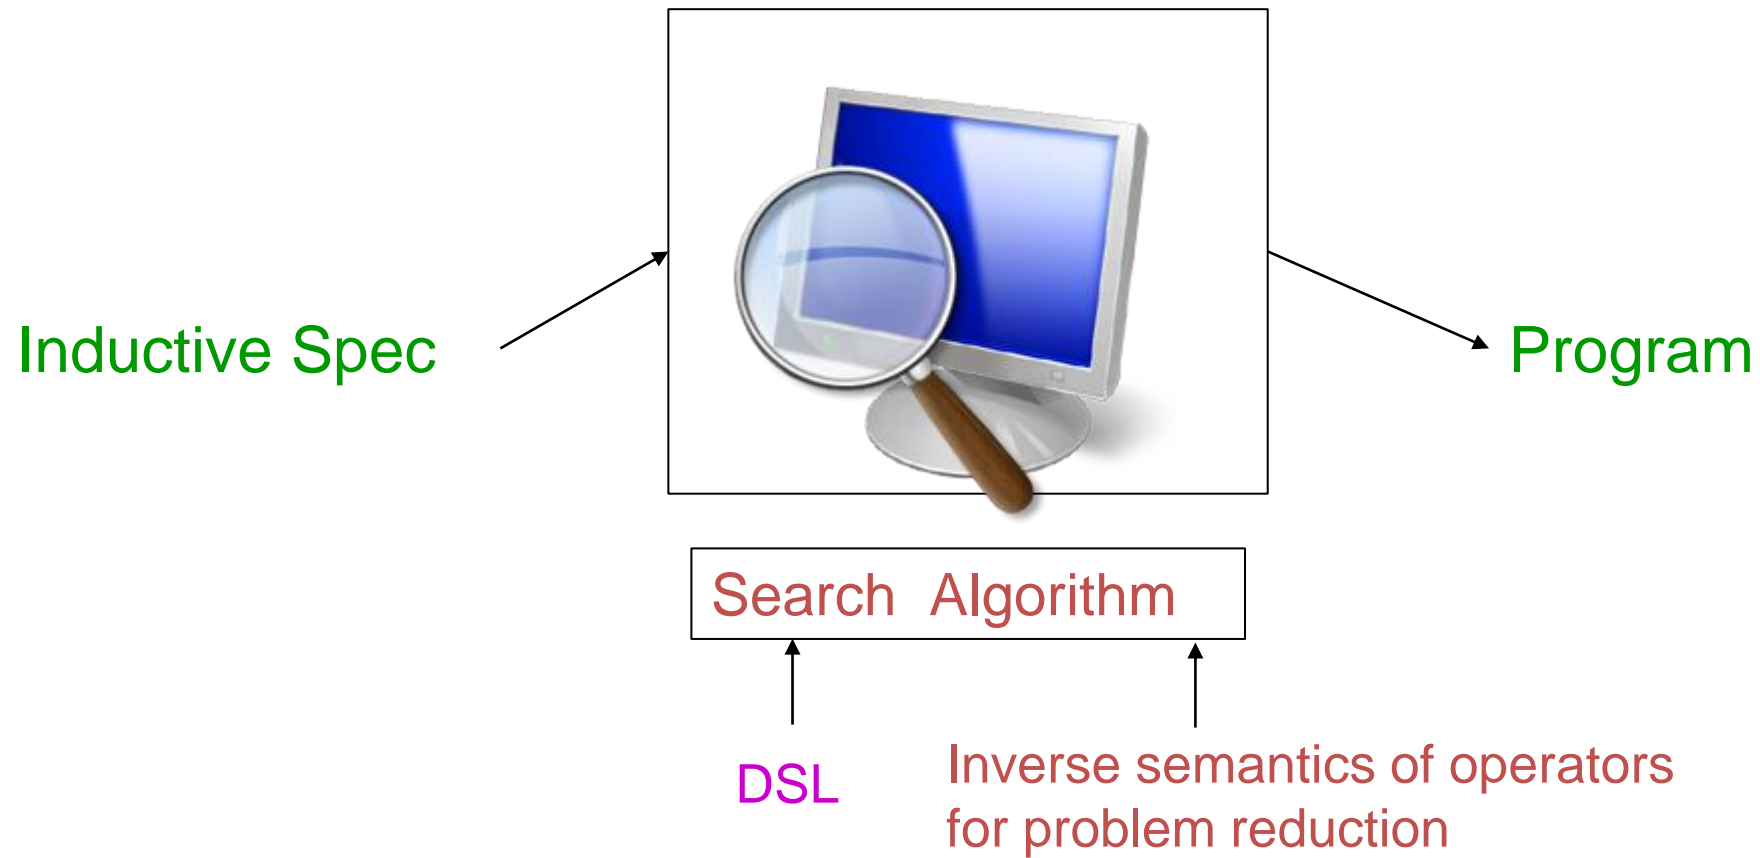 Inductive Spec
Program
Search Algorithm
DSL
Inverse semantics of operators
for problem reduction